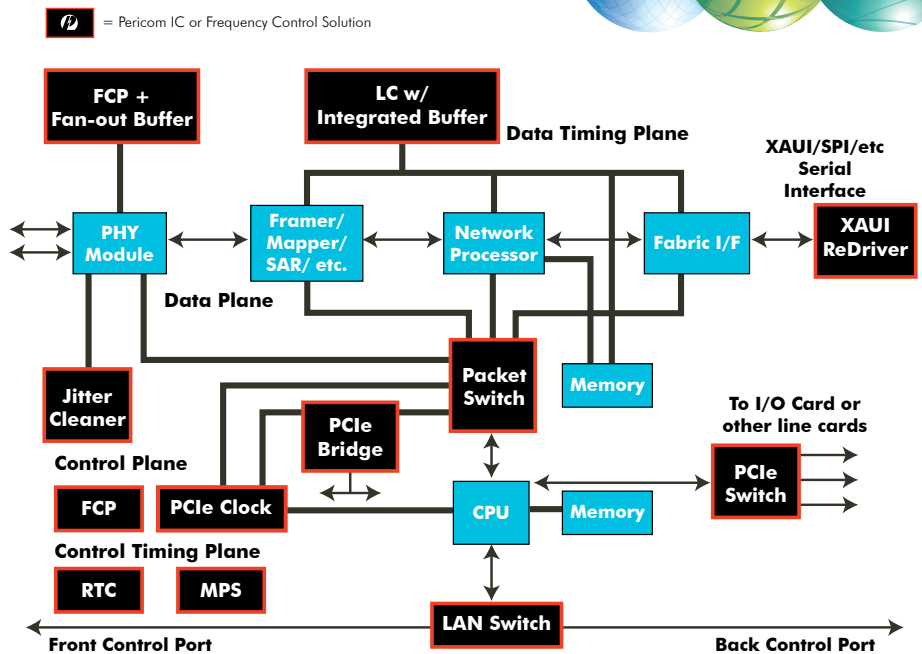 = Pericom IC or Frequency Control Solution
FCP +
Fan-out Buffer
LC w/
Integrated Buffer
Data Timing Plane
XAUI/SPI/etc
Serial
Interface
PHY
Module
Framer/
Mapper/
SAR/ etc.
Network
Processor
Fabric I/F
XAUI
ReDriver
Data Plane
Jitter
Cleaner
Packet
Switch
Memory
PCIe
Bridge
To I/O Card or
other line cards
Control Plane
FCP
PCIe Clock
CPU
Memory
PCIe
Switch
Control Timing Plane
RTC
MPS
LAN Switch
Front Control Port
Back Control Port